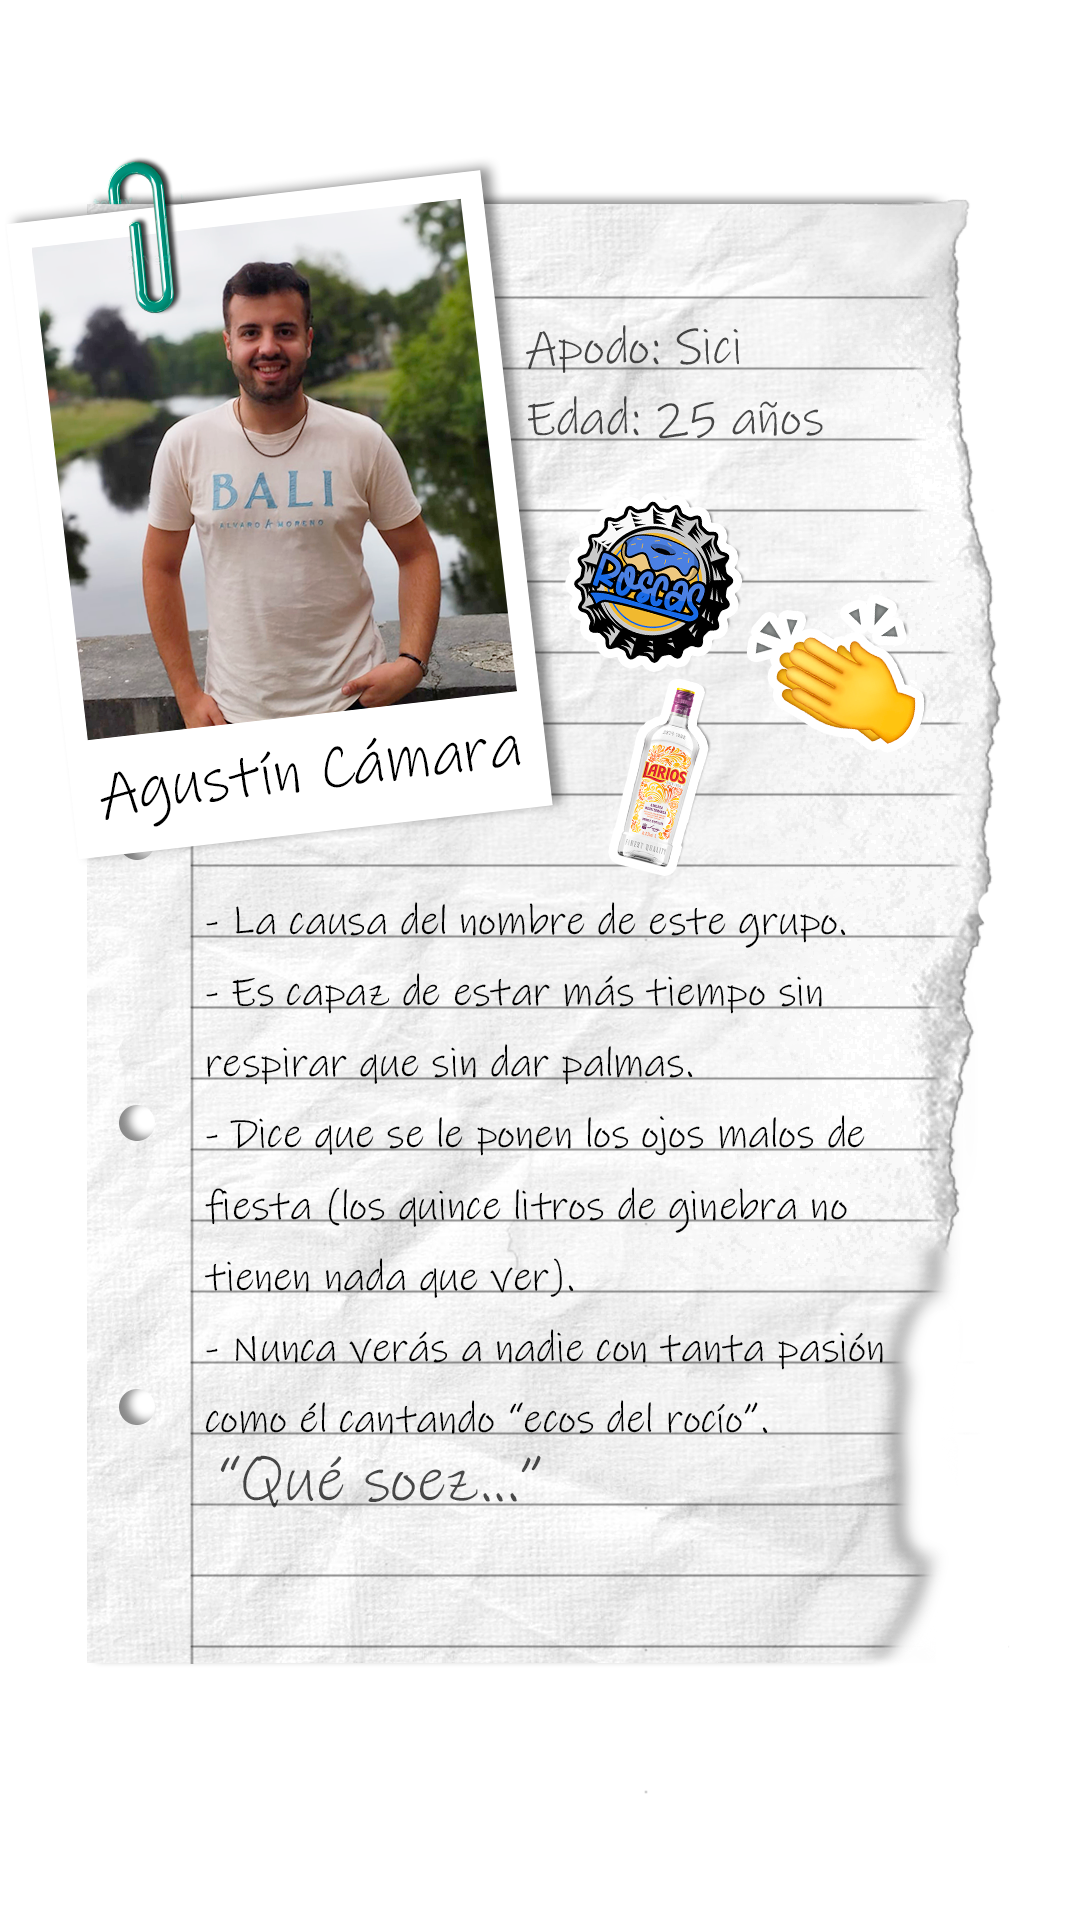 Apodo: Sici
Edad: 25 años
BALI
ALVARO MORENO
Roscas
LARIOS
FINEST QUALITY
Agustín Cámara
- La causa del nombre de este grupo.
- Es capaz de estar más tiempo sin
respirar que sin dar palmas.
- Dice que se le ponen los ojos malos de
fiesta (los quince litros de ginebra no
tienen nada que ver).
- Nunca verás a nadie con tanta pasión
como él cantando “ecos del rocío”.
“Qué soez...”